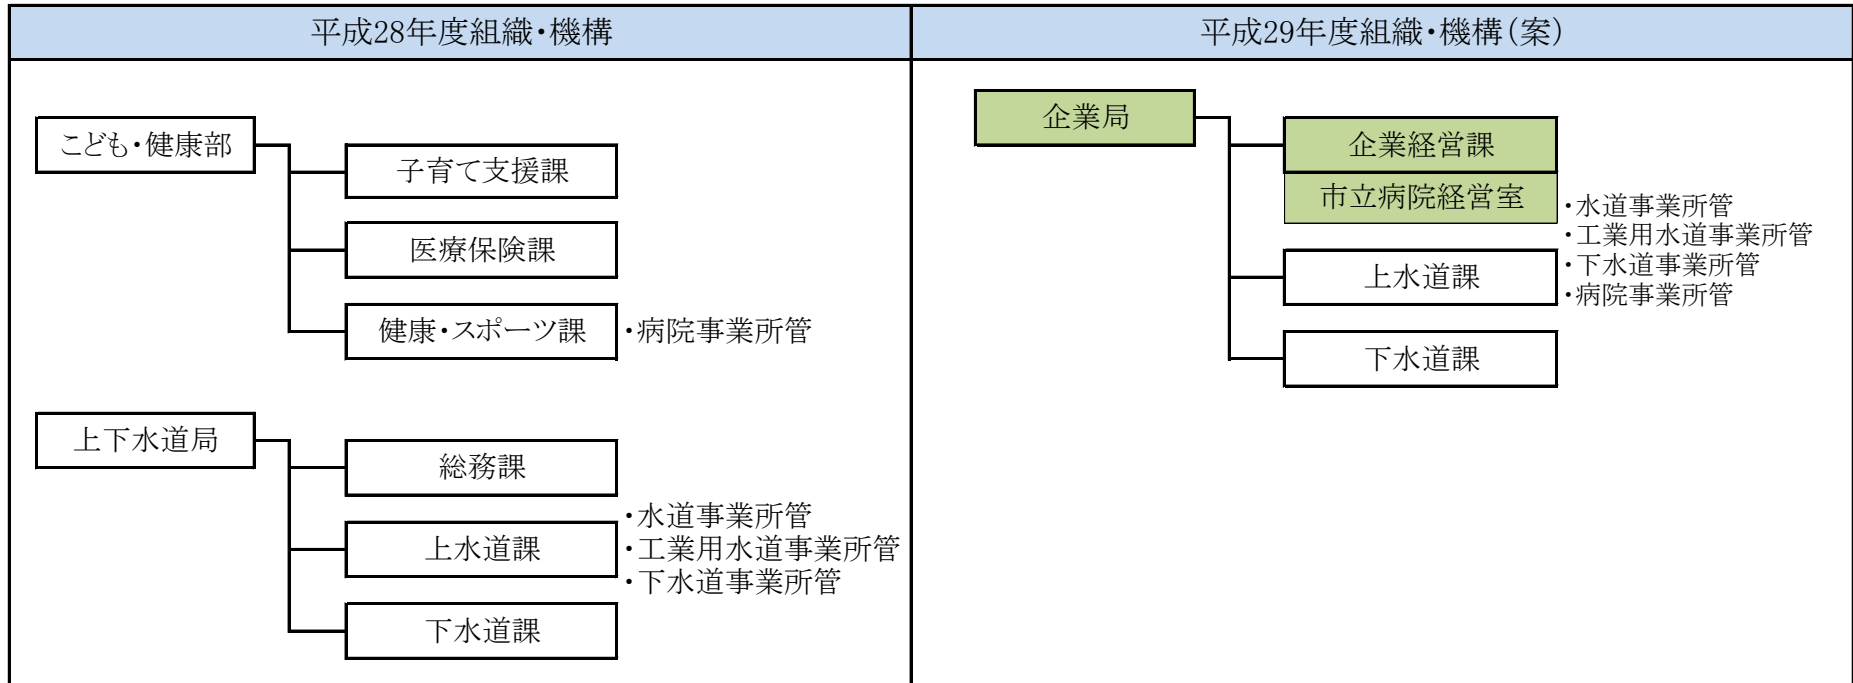 平成28年度組織・機構
平成29年度組織・機構（案）
こども・健康部
子育て支援課
医療保険課
健康・スポーツ課
・病院事業所管
上下水道局
総務課
上水道課
・水道事業所管
・工業用水道事業所管
・下水道事業所管
下水道課
企業局
企業経営課
市立病院経営室
上水道課
・水道事業所管
・工業用水道事業所管
・下水道事業所管
・病院事業所管
下水道課